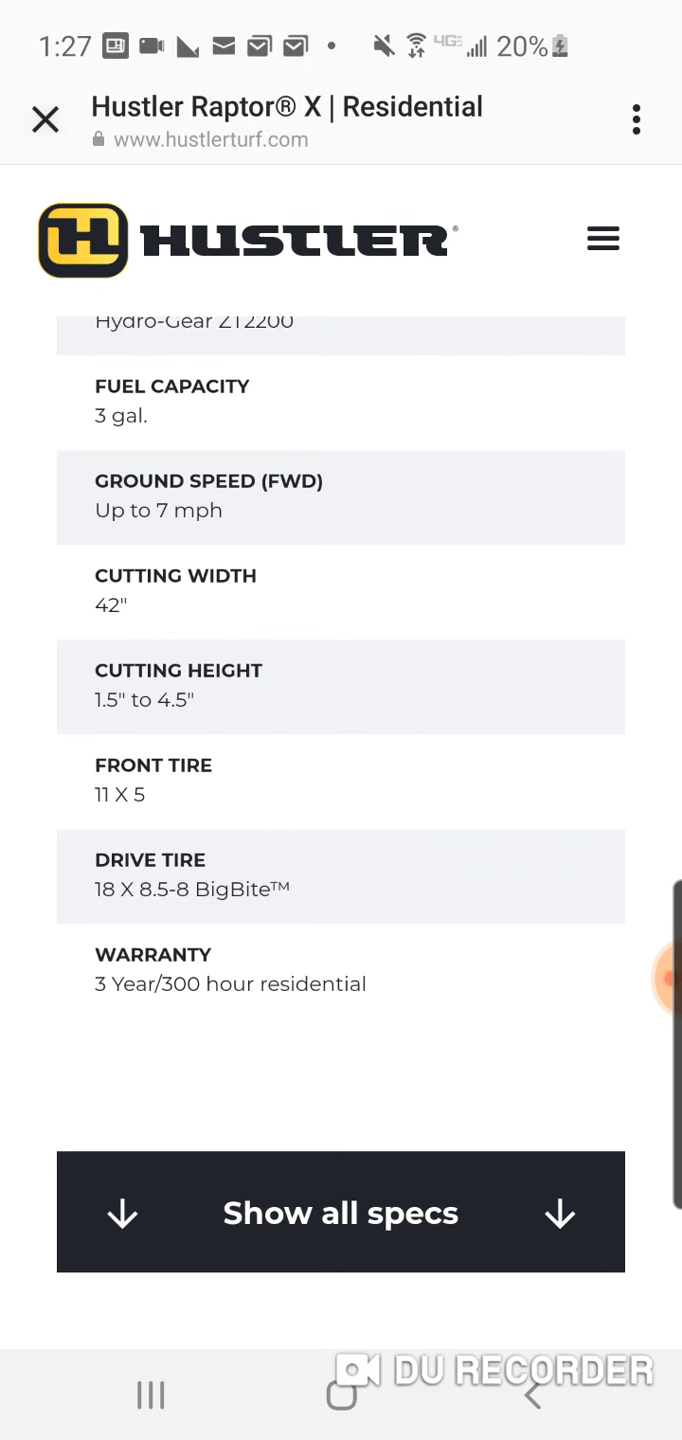 1:27 4GE 20%
Hustler Raptor® X | Residential
www.hustlerturf.com
H HUSTLER®
Hydro-Gear ZT2200
FUEL CAPACITY
3 gal.
GROUND SPEED (FWD)
Up to 7 mph
CUTTING WIDTH
42"
CUTTING HEIGHT
1.5" to 4.5"
FRONT TIRE
11 X 5
DRIVE TIRE
18 X 8.5-8 BigBite™
WARRANTY
3 Year/300 hour residential
Show all specs
DU RECORDER